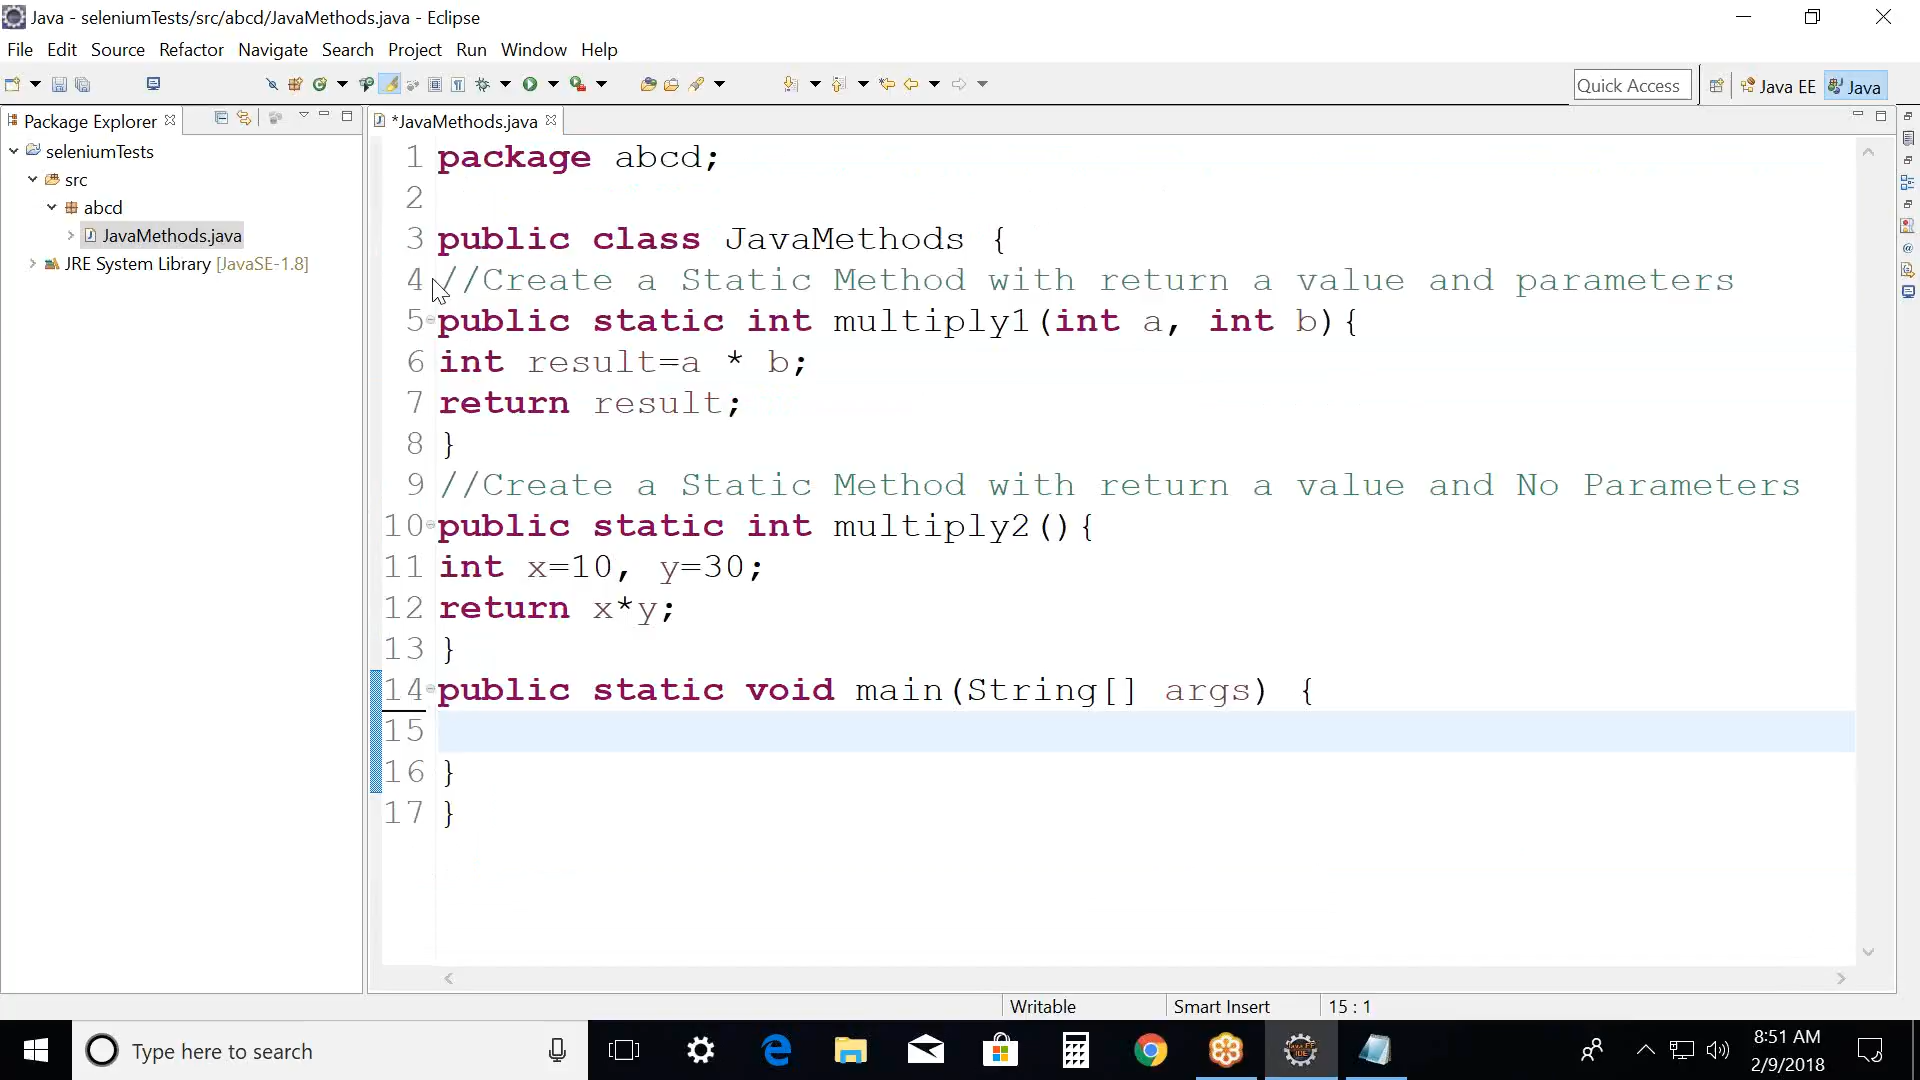 Java - seleniumTests/src/abcd/JavaMethods.java - Eclipse
File Edit Source Refactor Navigate Search Project Run Window Help
Quick Access Java EE Java
Package Explorer
seleniumTests
src
abcd
JavaMethods.java
JRE System Library [JavaSE-1.8]
*JavaMethods.java
1 package abcd;
2
3 public class JavaMethods {
4 //Create a Static Method with return a value and parameters
5 public static int multiply1(int a, int b){
6 int result=a * b;
7 return result;
8 }
9 //Create a Static Method with return a value and No Parameters
10 public static int multiply2(){
11 int x=10, y=30;
12 return x*y;
13 }
14 public static void main(String[] args) {
15
16 }
17 }
Writable Smart Insert 15 : 1
Type here to search
8:51 AM
2/9/2018